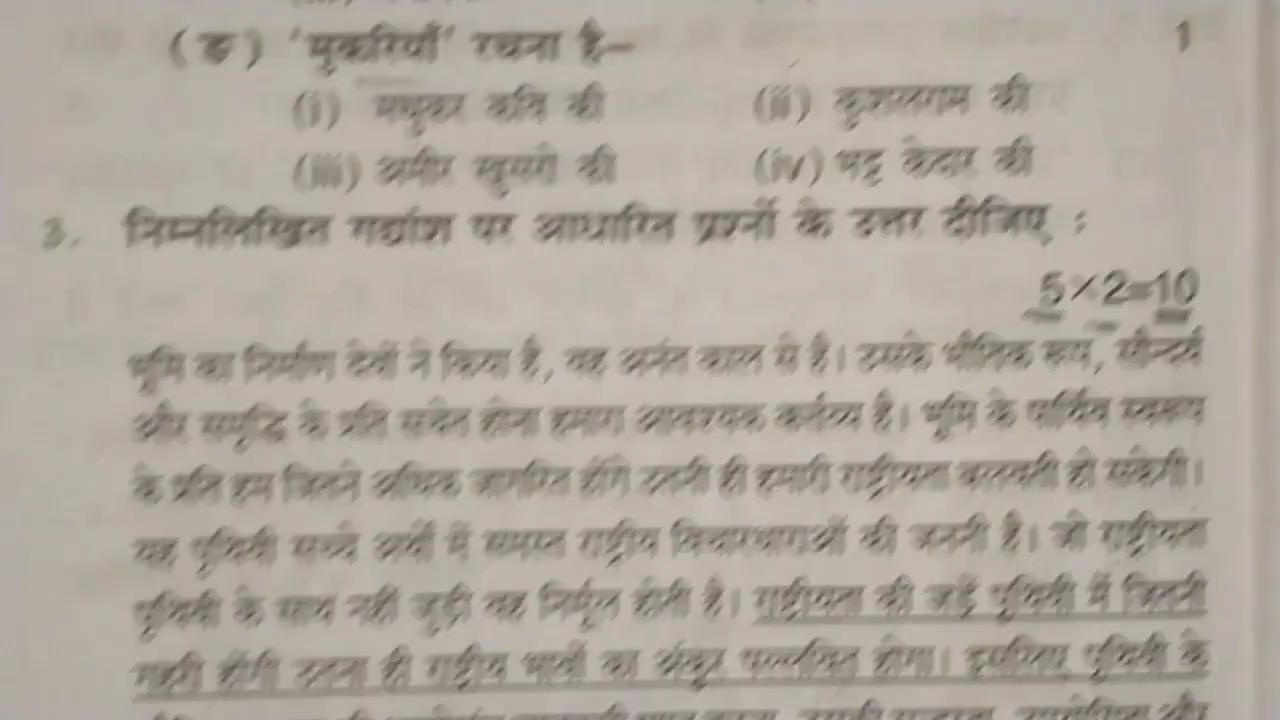 (ङ) 'मुकरियाँ' रचना है– 1
(i) मधुकर कवि की (ii) कुशलराम की
(iii) अमीर खुसरो की (iv) भट्ट केदार की
3. निम्नलिखित गद्यांश पर आधारित प्रश्नों के उत्तर दीजिए :
5×2=10
भूमि का निर्माण देवों ने किया है, वह अनंत काल से है। उसके भौतिक रूप, सौन्दर्य
और समृद्धि के प्रति सचेत होना हमारा आवश्यक कर्तव्य है। भूमि के पार्थिव स्वरूप
के प्रति हम जितने अधिक जागरित होंगे उतनी ही हमारी राष्ट्रीयता बलवती हो सकेगी।
यह पृथिवी सच्चे अर्थों में समस्त राष्ट्रीय विचारधाराओं की जननी है। जो राष्ट्रीयता
पृथिवी के साथ नहीं जुड़ी वह निर्मूल होती है। राष्ट्रीयता की जड़ें पृथिवी में जितनी
गहरी होंगी उतना ही राष्ट्रीय भावों का अंकुर पल्लवित होगा। इसलिए पृथिवी के